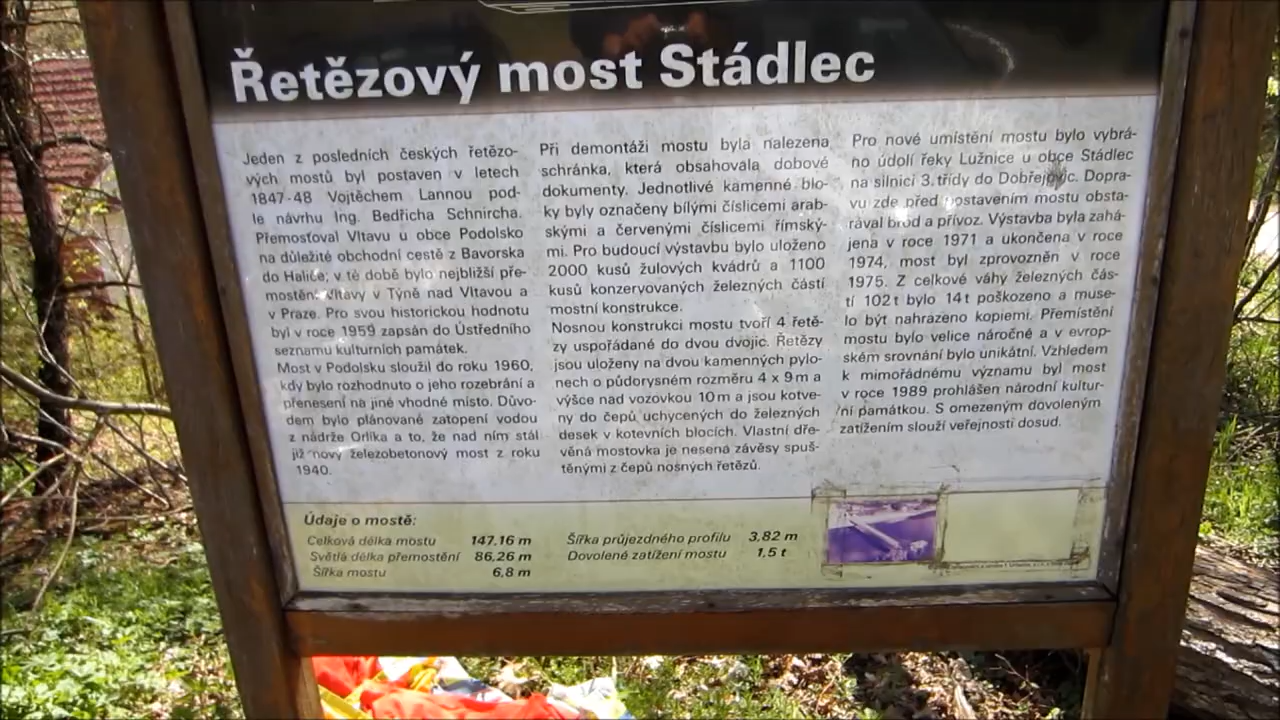 Řetězový most Stádlec
Jeden z posledních českých řetězo-
vých mostů byl postaven v letech
1847-48 Vojtěchem Lannou pod-
le návrhu Ing. Bedřicha Schnircha.
Přemosťoval Vltavu u obce Podolsko
na důležité obchodní cestě z Bavorska
do Haliče; v té době bylo nejbližší pře-
mostění Vltavy v Týně nad Vltavou a
v Praze. Pro svou historickou hodnotu
byl v roce 1959 zapsán do Ústředního
seznamu kulturních památek.
Most v Podolsku sloužil do roku 1960,
kdy bylo rozhodnuto o jeho rozebrání a
přenesení na jiné vhodné místo. Důvo-
dem bylo plánované zatopení vodou
z nádrže Orlíka a to, že nad ním stál
již nový železobetonový most z roku
1940.
Při demontáži mostu byla nalezena
schránka, která obsahovala dobové
dokumenty. Jednotlivé kamenné blo-
ky byly označeny bílými číslicemi arab-
skými a červenými číslicemi římský-
mi. Pro budoucí výstavbu bylo uloženo
2000 kusů žulových kvádrů a 1100
kusů konzervovaných železných částí
mostní konstrukce.
Nosnou konstrukci mostu tvoří 4 řetě-
zy uspořádané do dvou dvojic. Řetězy
jsou uloženy na dvou kamenných pylo-
nech o půdorysném rozměru 4 x 9 m a
výšce nad vozovkou 10 m a jsou kotve-
ny do čepů uchycených do železných
desek v kotevních blocích. Vlastní dře-
věná mostovka je nesená závěsy spuš-
těnými z čepů nosných řetězů.
Pro nové umístění mostu bylo vybrá-
no údolí řeky Lužnice u obce Stádlec
na silnici 3. třídy do Dobřejovic. Dopra-
vu zde před postavením mostu obsta-
rával brod a přívoz. Výstavba byla zahá-
jena v roce 1971 a ukončena v roce
1974, most byl zprovozněn v roce
1975. Z celkové váhy železných čás-
tí 102 t bylo 14 t poškozeno a muse-
lo být nahrazeno kopiemi. Přemístění
mostu bylo velice náročné a v evrop-
ském srovnání bylo unikátní. Vzhledem
k mimořádnému významu byl most
v roce 1989 prohlášen národní kultur-
ní památkou. S omezeným dovoleným
zatížením slouží veřejnosti dosud.
Údaje o mostě:
Celková délka mostu 147,16 m
Světlá délka přemostění 86,26 m
Šířka mostu 6,8 m
Šířka průjezdného profilu 3,82 m
Dovolené zatížení mostu 1,5 t